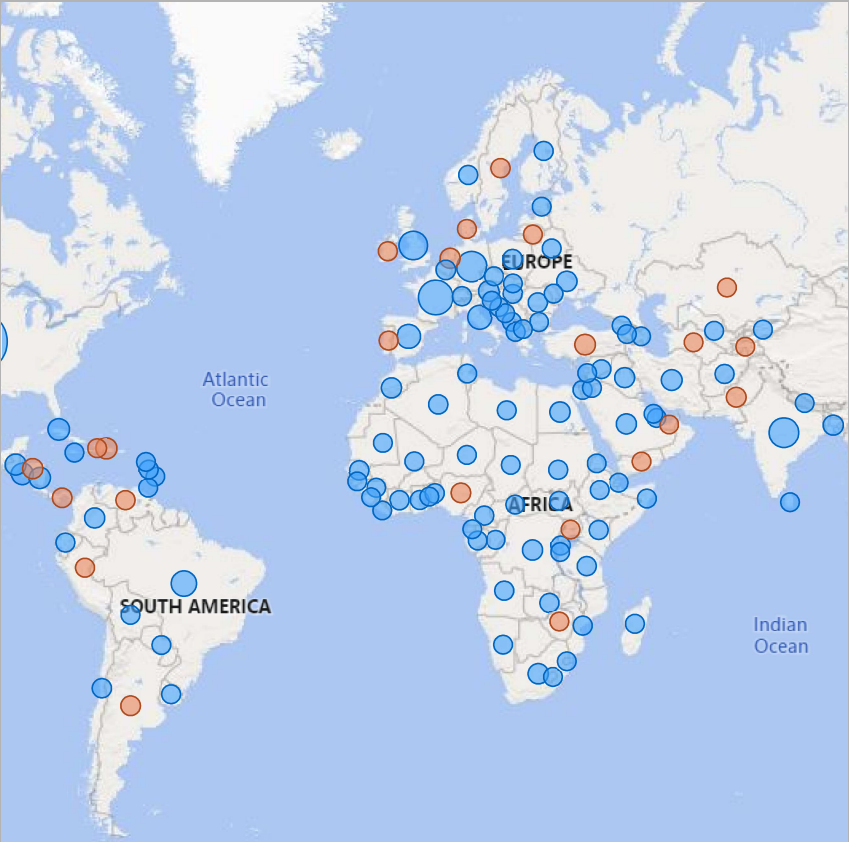 EUROPE
Atlantic
Ocean
AFRICA
SOUTH AMERICA
Indian
Ocean